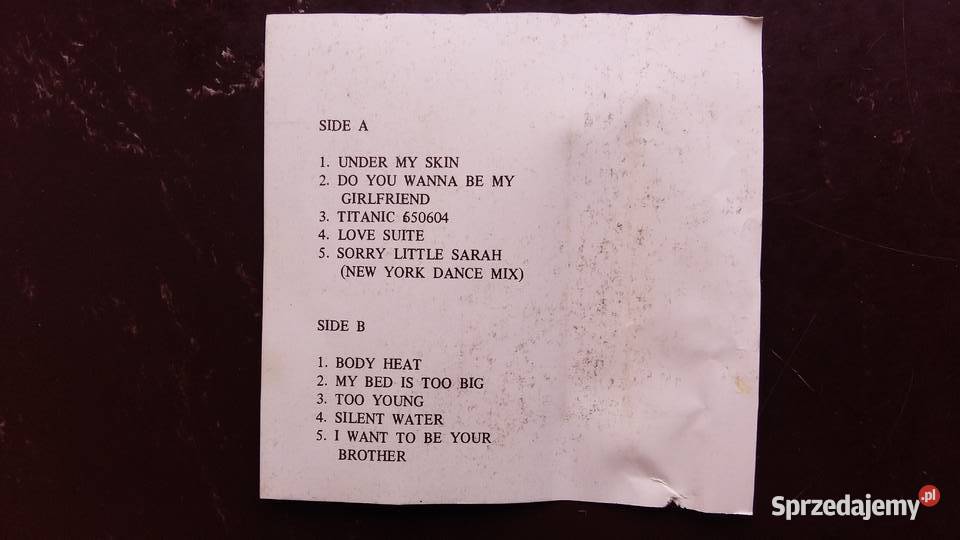 SIDE A
1. UNDER MY SKIN
2. DO YOU WANNA BE MY
GIRLFRIEND
3. TITANIC 650604
4. LOVE SUITE
5. SORRY LITTLE SARAH
(NEW YORK DANCE MIX)
SIDE B
1. BODY HEAT
2. MY BED IS TOO BIG
3. TOO YOUNG
4. SILENT WATER
5. I WANT TO BE YOUR
BROTHER
Sprzedajemy.pl